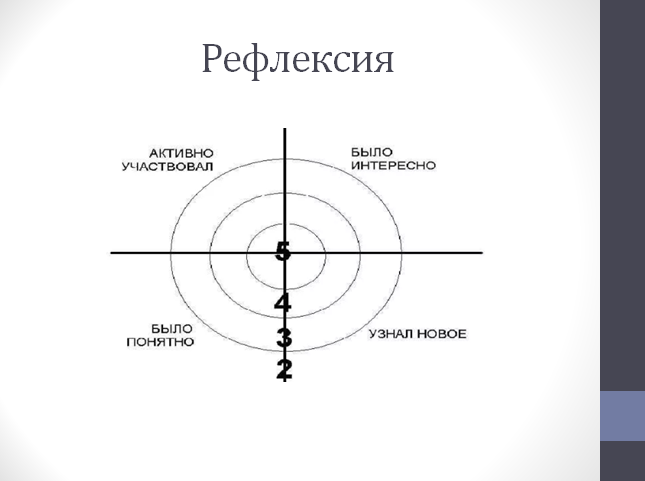 Рефлексия
АКТИВНО
УЧАСТВОВАЛ
БЫЛО
ИНТЕРЕСНО
5
4
3
2
БЫЛО
ПОНЯТНО
УЗНАЛ НОВОЕ